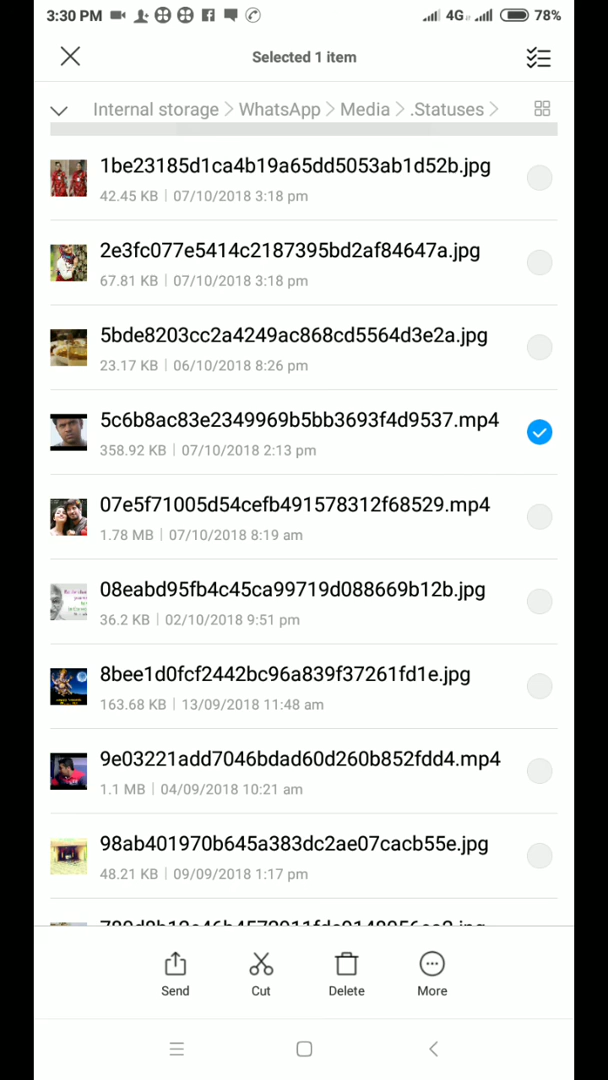 3:30 PM 4G 78%
Selected 1 item
Internal storage > WhatsApp > Media > .Statuses >
1be23185d1ca4b19a65dd5053ab1d52b.jpg
42.45 KB | 07/10/2018 3:18 pm
2e3fc077e5414c2187395bd2af84647a.jpg
67.81 KB | 07/10/2018 3:18 pm
5bde8203cc2a4249ac868cd5564d3e2a.jpg
23.17 KB | 06/10/2018 8:26 pm
5c6b8ac83e2349969b5bb3693f4d9537.mp4
358.92 KB | 07/10/2018 2:13 pm
07e5f71005d54cefb491578312f68529.mp4
1.78 MB | 07/10/2018 8:19 am
08eabd95fb4c45ca99719d088669b12b.jpg
36.2 KB | 02/10/2018 9:51 pm
8bee1d0fcf2442bc96a839f37261fd1e.jpg
163.68 KB | 13/09/2018 11:48 am
9e03221add7046bdad60d260b852fdd4.mp4
1.1 MB | 04/09/2018 10:21 am
98ab401970b645a383dc2ae07cacb55e.jpg
48.21 KB | 09/09/2018 1:17 pm
Send Cut Delete More